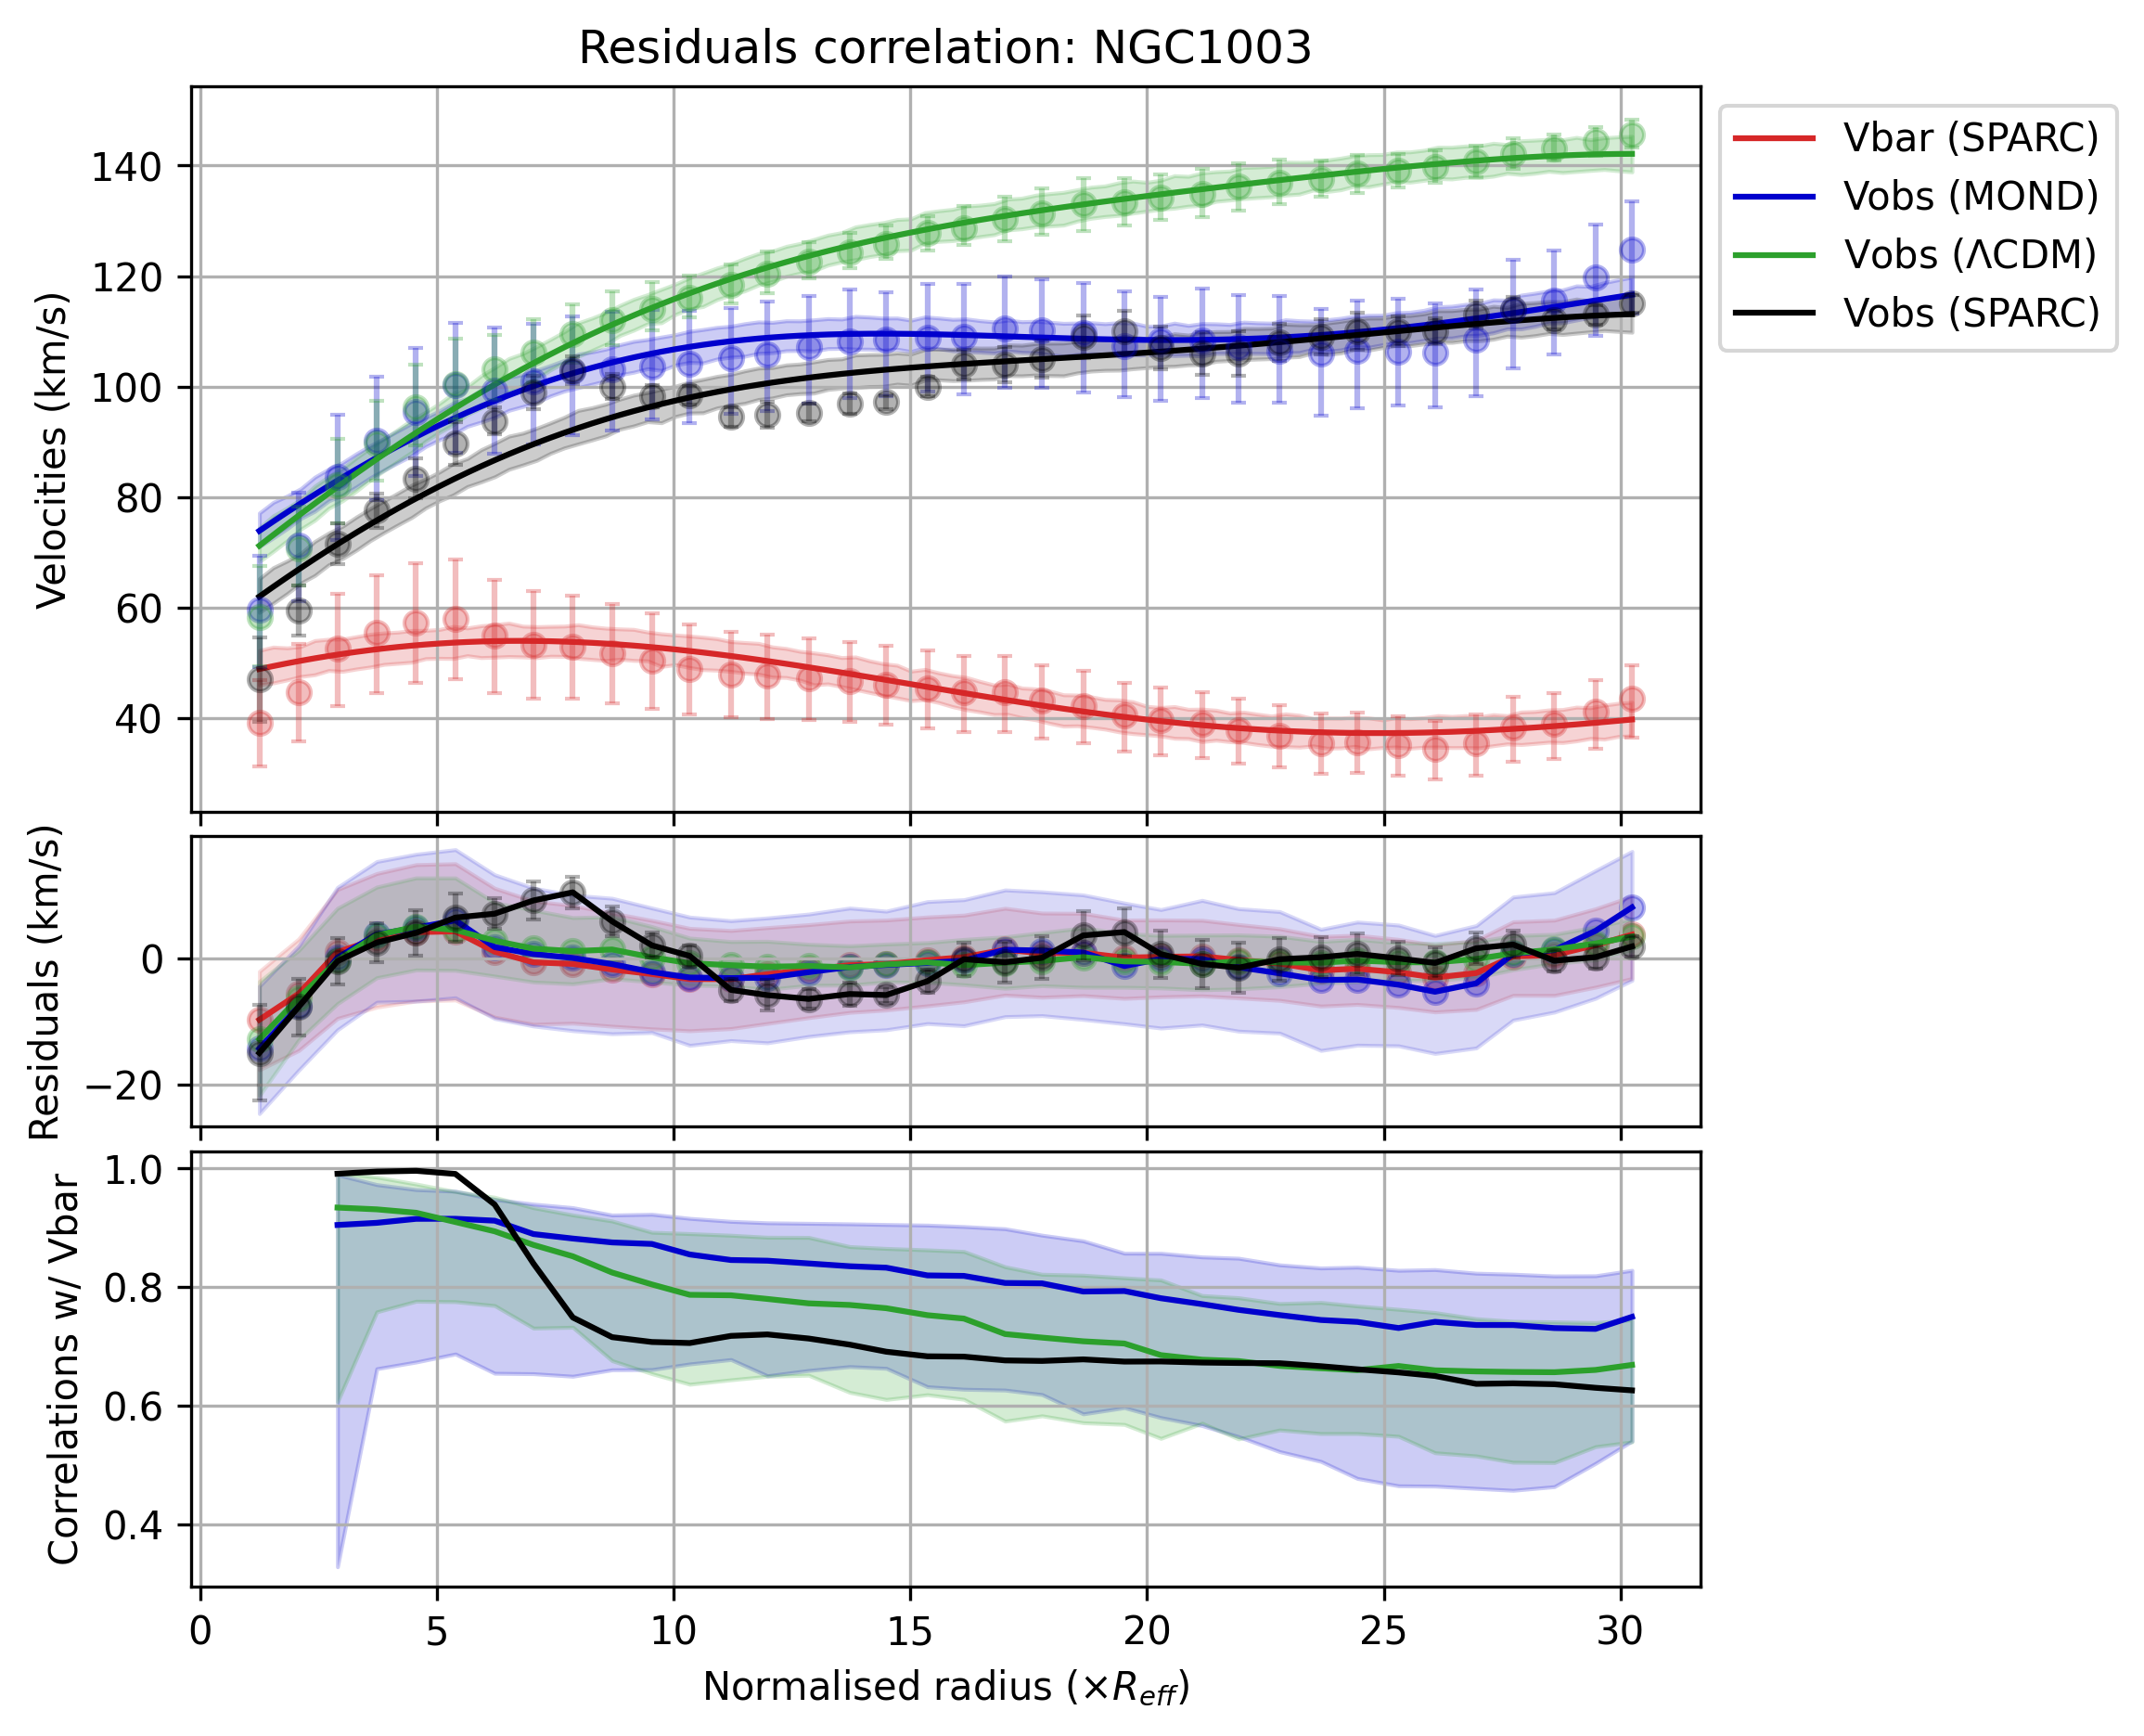 Residuals correlation: NGC1003
Velocities (km/s)
140
120
100
80
60
40
Vbar (SPARC)
Vobs (MOND)
Vobs (ΛCDM)
Vobs (SPARC)
Residuals (km/s)
0
−20
Correlations w/ Vbar
1.0
0.8
0.6
0.4
0 5 10 15 20 25 30
Normalised radius (×R_eff)